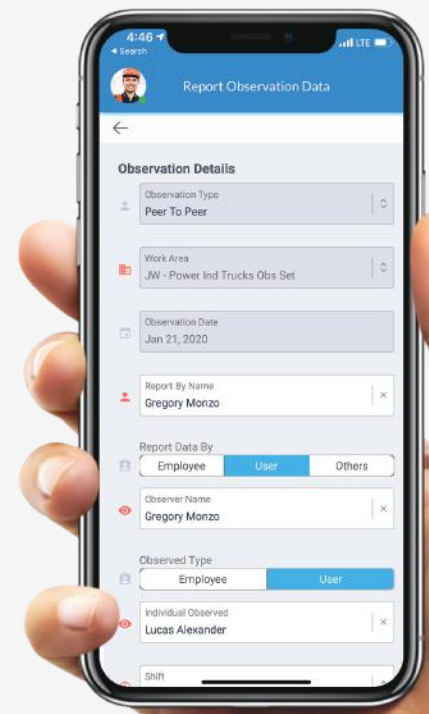 4:46
LTE
Search
Report Observation Data
Observation Details
Observation Type
Peer To Peer
Work Area
JW - Power Ind Trucks Obs Set
Observation Date
Jan 21, 2020
Report By Name
Gregory Monzo
Report Data By
Employee User Others
Observer Name
Gregory Monzo
Observed Type
Employee User
Individual Observed
Lucas Alexander
Shift